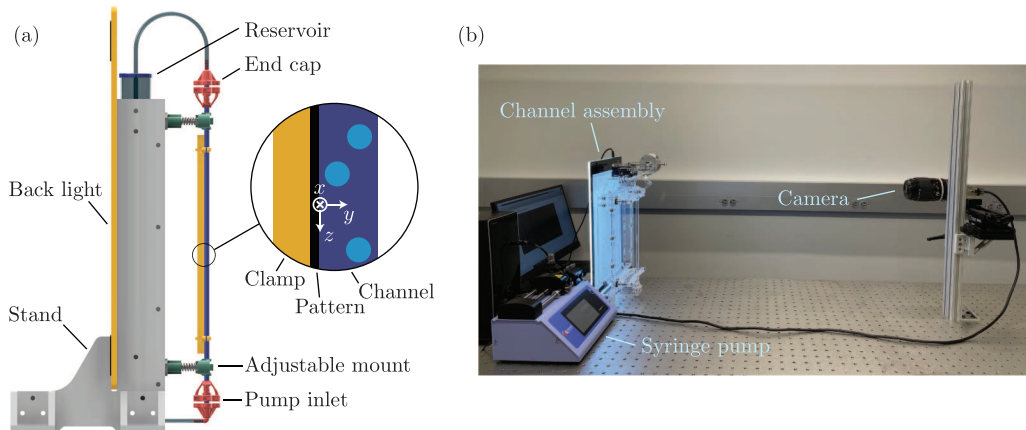 (a)
Reservoir
End cap
Back light
x
y
z
Clamp
Pattern
Channel
Stand
Adjustable mount
Pump inlet
(b)
Channel assembly
Camera
Syringe pump